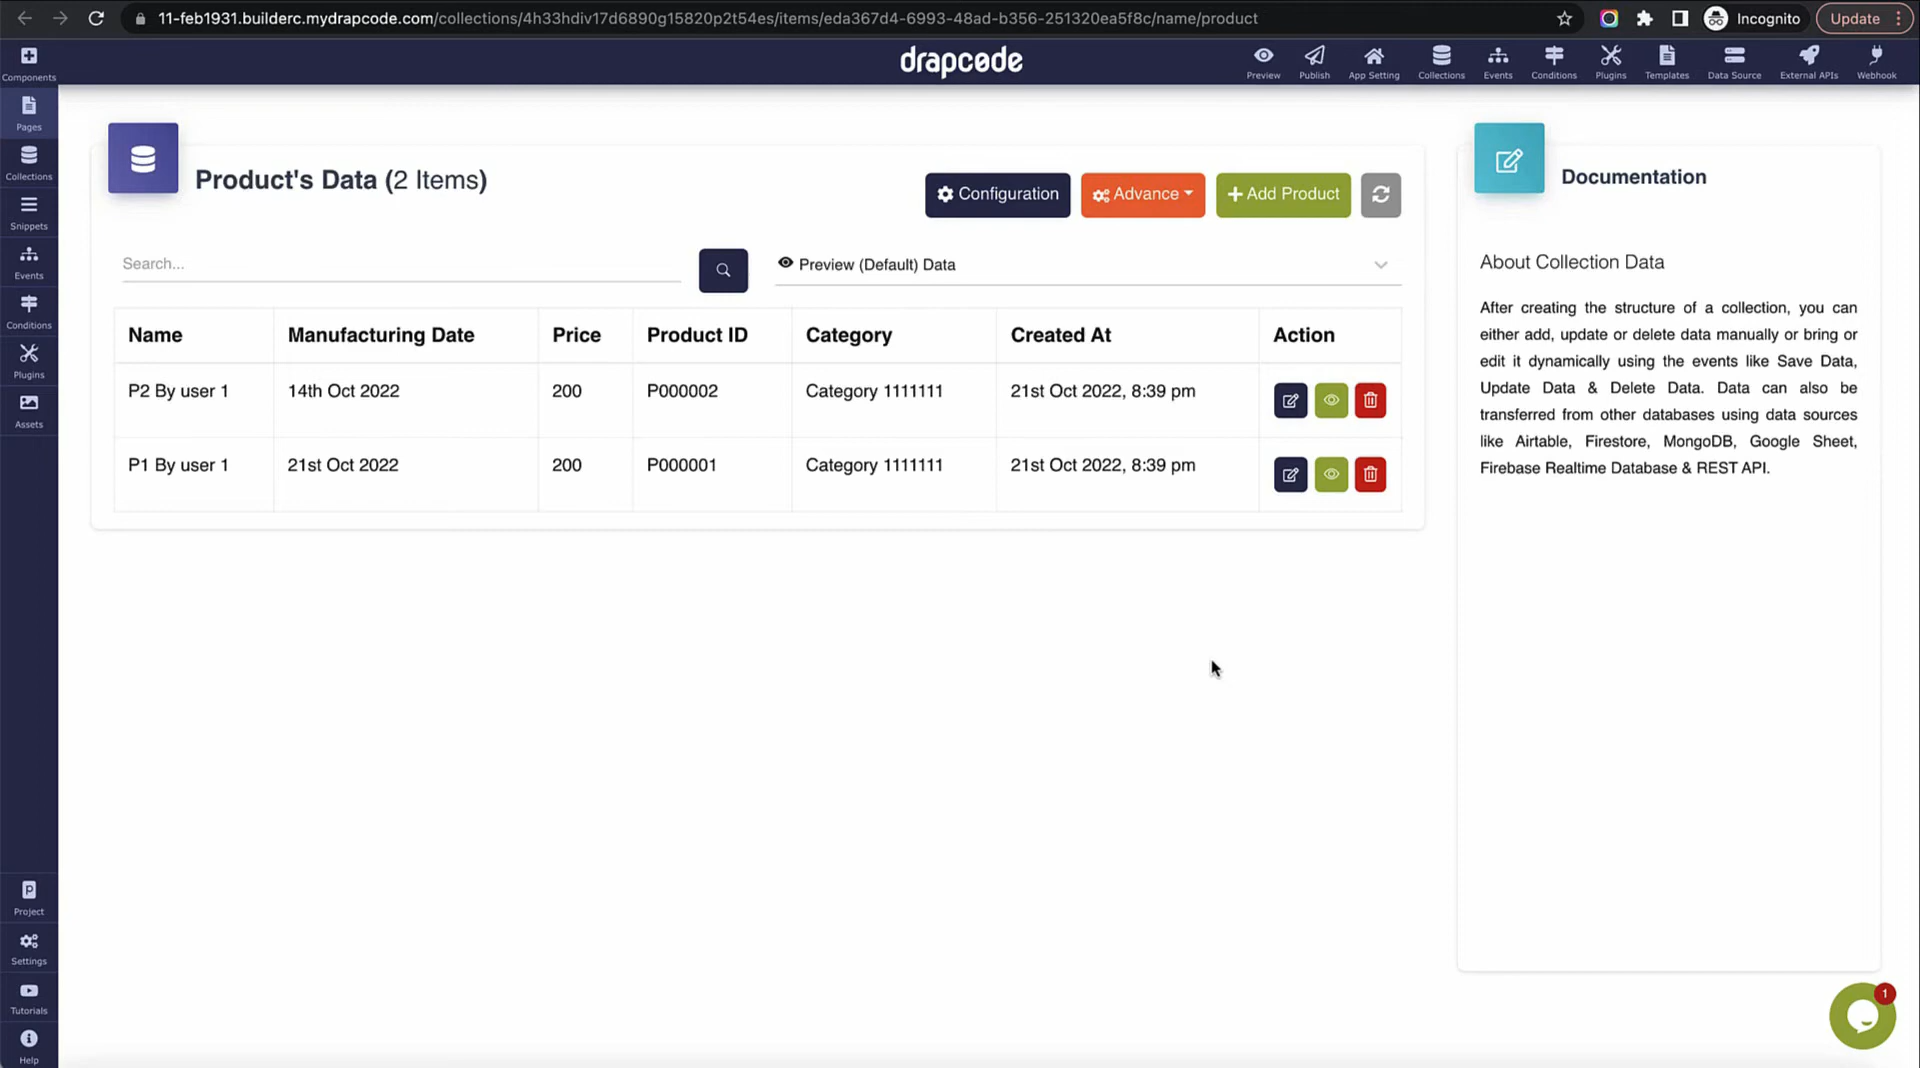 11-feb1931.builderc.mydrapcode.com/collections/4h33hdiv17d6890g15820p2t54es/items/eda367d4-6993-48ad-b356-251320ea5f8c/name/product
Incognito
Update
Components
drapcode
Preview
Publish
App Setting
Collections
Events
Conditions
Plugins
Templates
Data Source
External APIs
Webhook
Pages
Collections
Snippets
Events
Conditions
Plugins
Assets
Project
Settings
Tutorials
Help
Product's Data (2 Items)
Configuration
Advance
Add Product
Search...
Preview (Default) Data
Name Manufacturing Date Price Product ID Category Created At Action
P2 By user 1 14th Oct 2022 200 P000002 Category 1111111 21st Oct 2022, 8:39 pm
P1 By user 1 21st Oct 2022 200 P000001 Category 1111111 21st Oct 2022, 8:39 pm
Documentation
About Collection Data
After creating the structure of a collection, you can
either add, update or delete data manually or bring or
edit it dynamically using the events like Save Data,
Update Data & Delete Data. Data can also be
transferred from other databases using data sources
like Airtable, Firestore, MongoDB, Google Sheet,
Firebase Realtime Database & REST API.
1